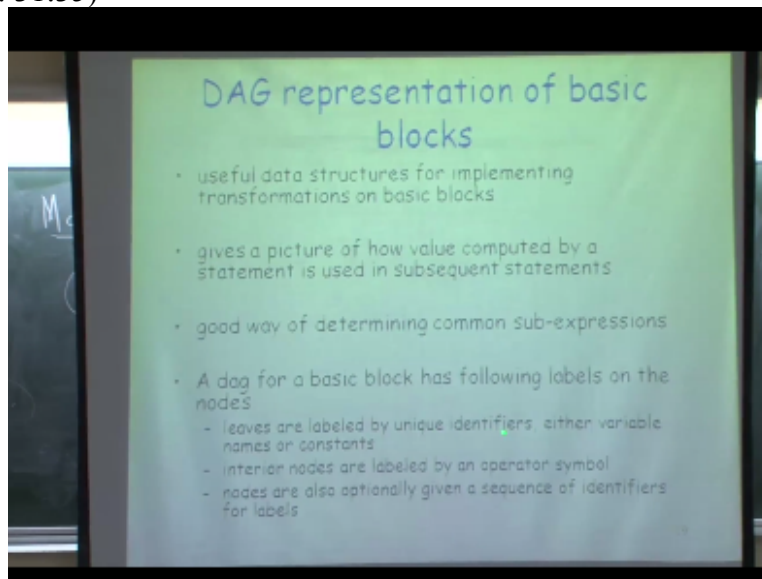 DAG representation of basic
blocks
• useful data structures for implementing
transformations on basic blocks
• gives a picture of how value computed by a
statement is used in subsequent statements
• good way of determining common sub-expressions
• A dag for a basic block has following labels on the
nodes
- leaves are labeled by unique identifiers, either variable
names or constants
- interior nodes are labeled by an operator symbol
- nodes are also optionally given a sequence of identifiers
for labels
9